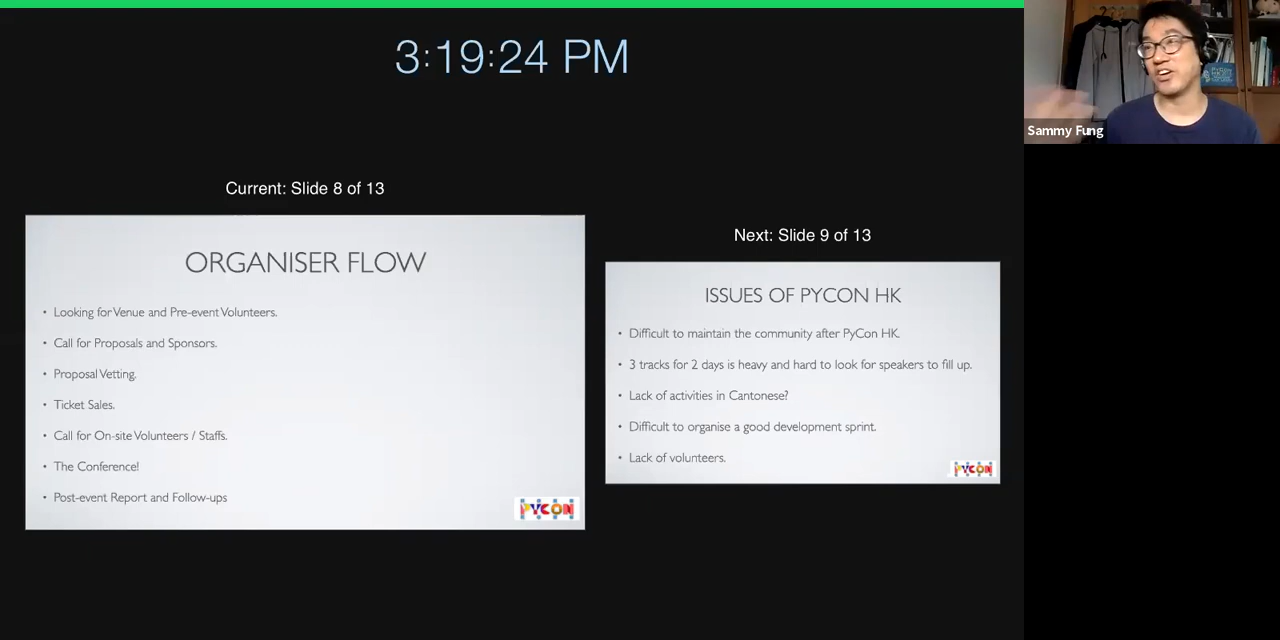 3:19:24 PM
Sammy Fung
Current: Slide 8 of 13
ORGANISER FLOW
• Looking for Venue and Pre-event Volunteers.
• Call for Proposals and Sponsors.
• Proposal Vetting.
• Ticket Sales.
• Call for On-site Volunteers / Staffs.
• The Conference!
• Post-event Report and Follow-ups
PYCON
Next: Slide 9 of 13
ISSUES OF PYCON HK
• Difficult to maintain the community after PyCon HK.
• 3 tracks for 2 days is heavy and hard to look for speakers to fill up.
• Lack of activities in Cantonese?
• Difficult to organise a good development sprint.
• Lack of volunteers.
PYCON